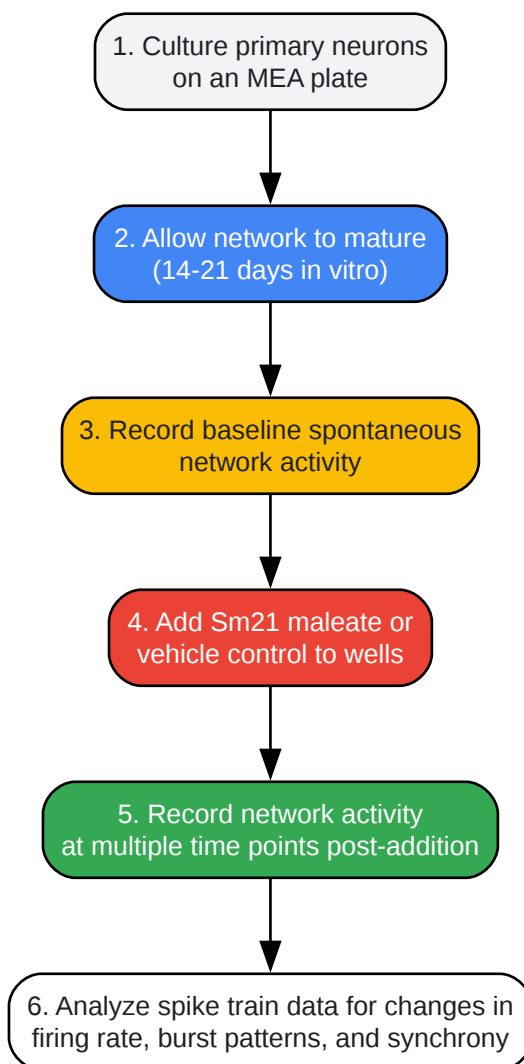 1. Culture primary neurons
on an MEA plate
2. Allow network to mature
(14-21 days in vitro)
3. Record baseline spontaneous
network activity
4. Add Sm21 maleate or
vehicle control to wells
5. Record network activity
at multiple time points post-addition
6. Analyze spike train data for changes in
firing rate, burst patterns, and synchrony